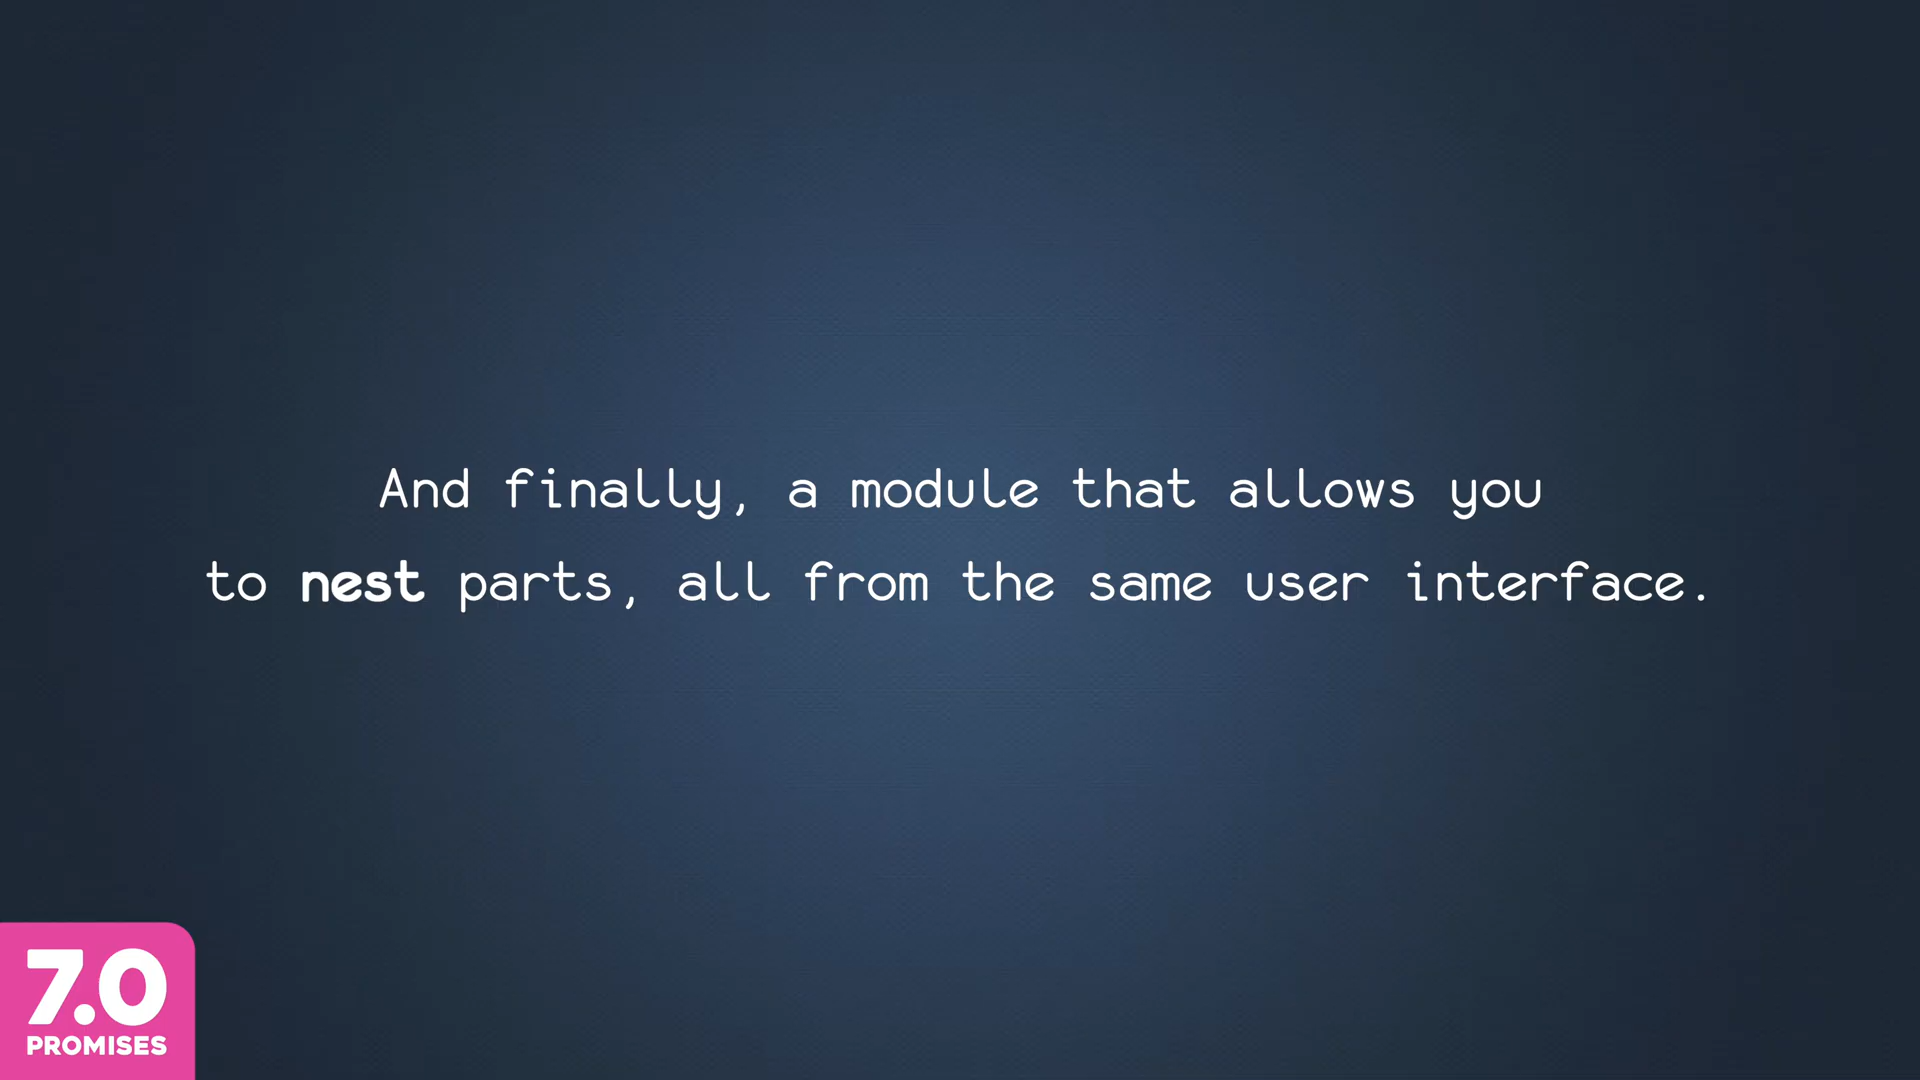 And finally, a module that allows you
to nest parts, all from the same user interface.
7.0
PROMISES